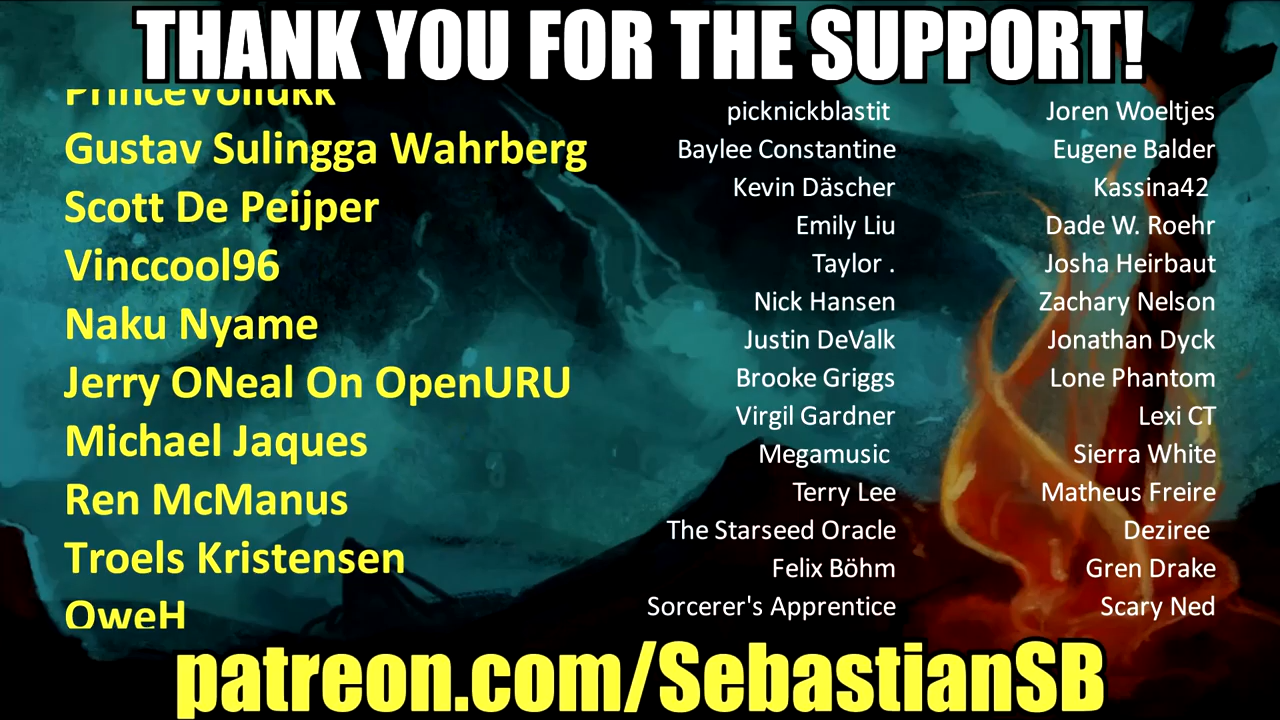 THANK YOU FOR THE SUPPORT!
Gustav Sulingga Wahrberg
Scott De Peijper
Vinccool96
Naku Nyame
Jerry ONeal On OpenURU
Michael Jaques
Ren McManus
Troels Kristensen
OweH
picknickblastit
Baylee Constantine
Kevin Däscher
Emily Liu
Taylor .
Nick Hansen
Justin DeValk
Brooke Griggs
Virgil Gardner
Megamusic
Terry Lee
The Starseed Oracle
Felix Böhm
Sorcerer's Apprentice
Joren Woeltjes
Eugene Balder
Kassina42
Dade W. Roehr
Josha Heirbaut
Zachary Nelson
Jonathan Dyck
Lone Phantom
Lexi CT
Sierra White
Matheus Freire
Deziree
Gren Drake
Scary Ned
patreon.com/SebastianSB